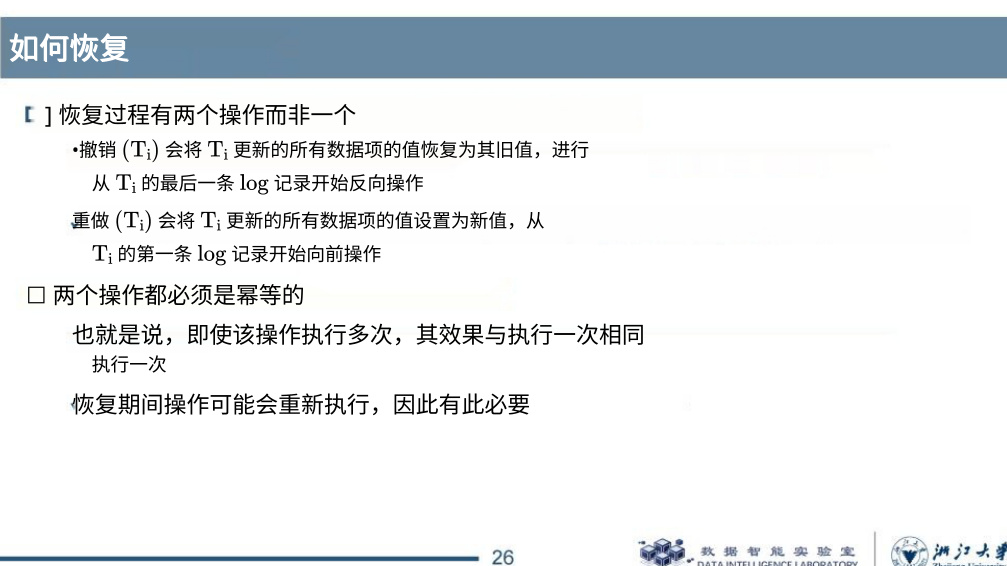 如何恢复
] 恢复过程有两个操作而非一个
•撤销 (Ti) 会将 Ti 更新的所有数据项的值恢复为其旧值，进行
从 Ti 的最后一条 log 记录开始反向操作
重做 (Ti) 会将 Ti 更新的所有数据项的值设置为新值，从
Ti 的第一条 log 记录开始向前操作
☐ 两个操作都必须是幂等的
也就是说，即使该操作执行多次，其效果与执行一次相同
执行一次
恢复期间操作可能会重新执行，因此有此必要
26
数据智能实验室
DATA INTELLIGENCE LABORATORY
浙江大学
Zhejiang University